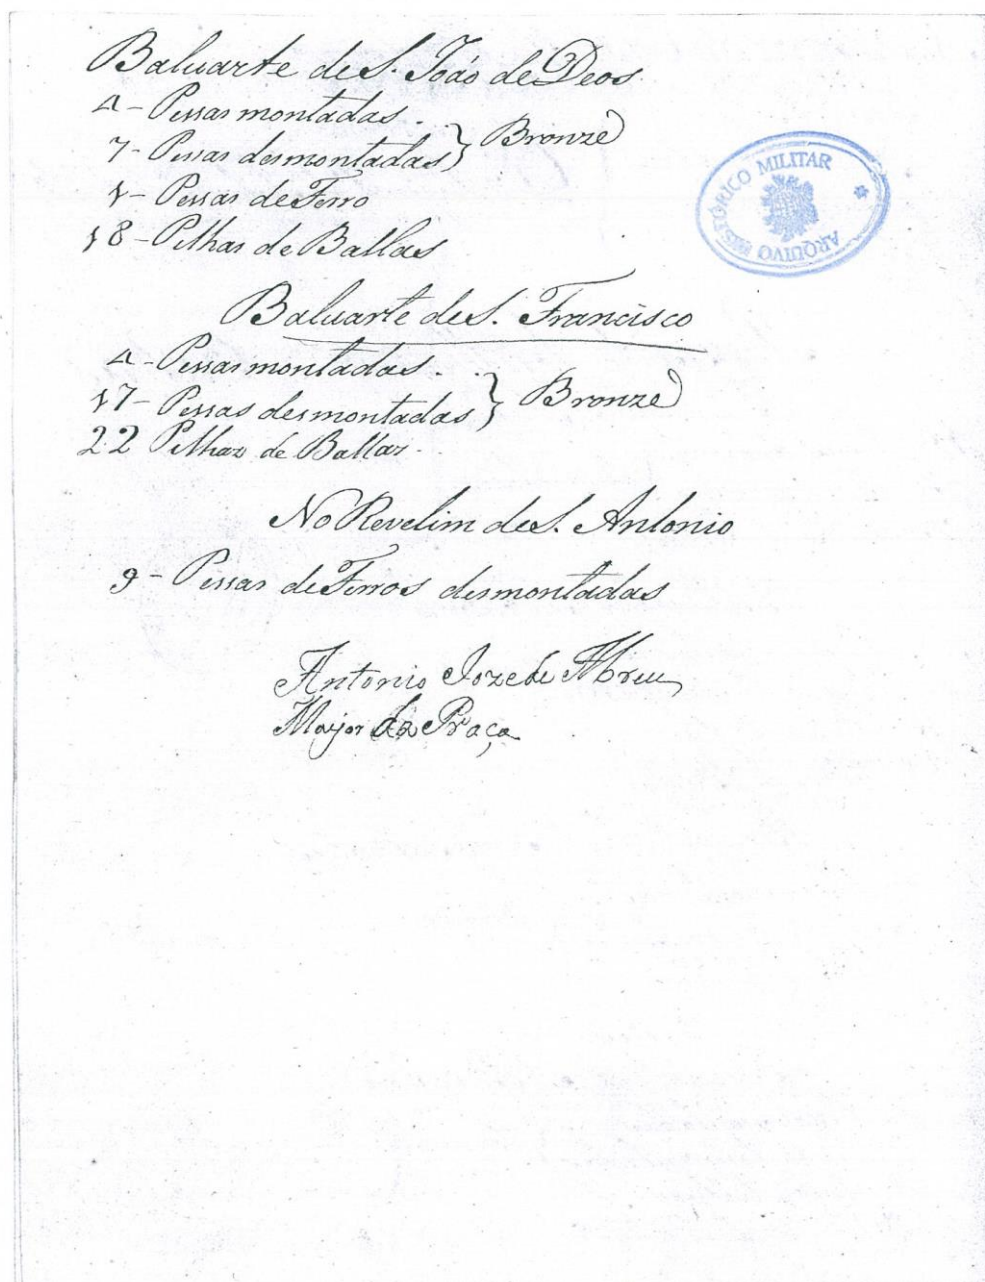 Baluarte de S. João de Deos
4 - Pessas montadas.
7 - Pessas desmontadas } Bronze
1 - Pessas de Ferro
18 - Pilhas de Ballas
Baluarte de S. Francisco
4 - Pessas montadas.
17 - Pessas desmontadas } Bronze
22 Pilhas de Ballas.
No Revelim de S. Antonio
9 - Pessas de Ferros desmontadas
Antonio Joze de Abreu
Major da Praça
ARQUIVO HISTÓRICO MILITAR